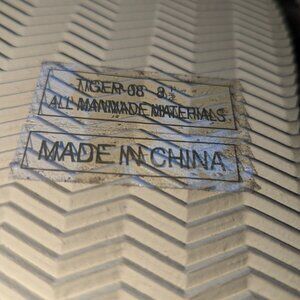 TIGER-08 8½
ALL MANMADE MATERIALS
MADE IN CHINA